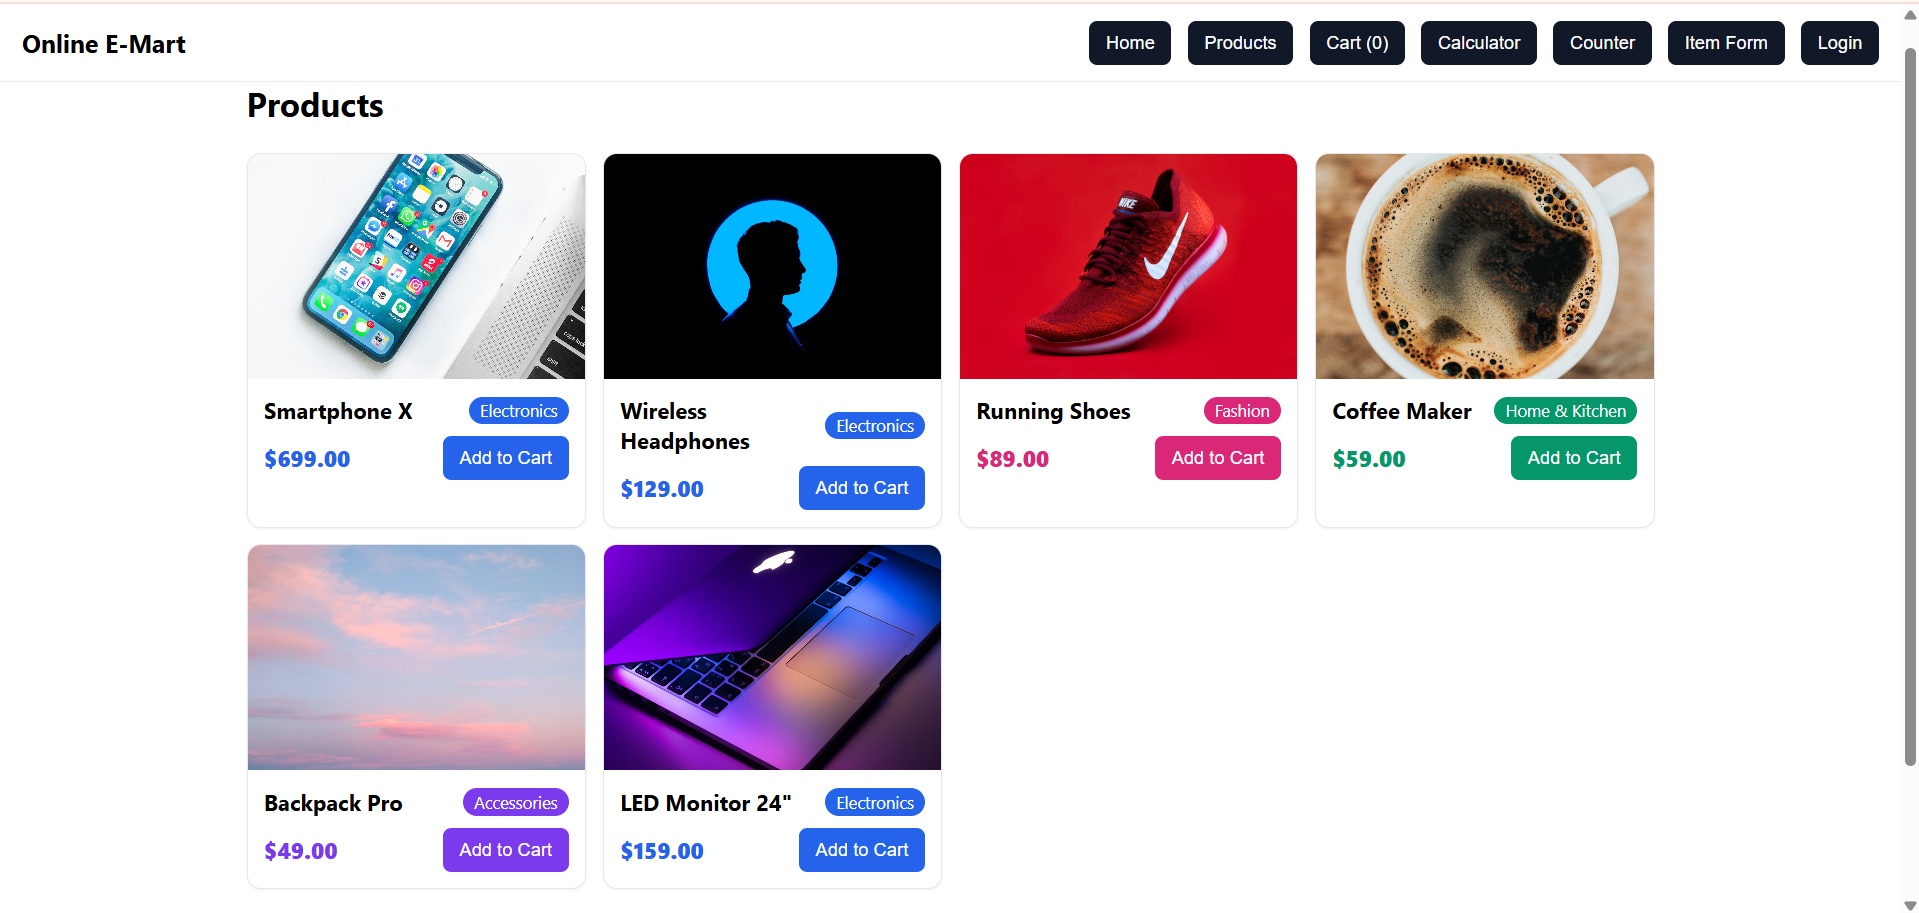 Online E-Mart
Home Products Cart (0) Calculator Counter Item Form Login
Products
NIKE
Smartphone X Electronics
$699.00 Add to Cart
Wireless
Headphones
Electronics
$129.00 Add to Cart
Running Shoes Fashion
$89.00 Add to Cart
Coffee Maker Home & Kitchen
$59.00 Add to Cart
Backpack Pro Accessories
$49.00 Add to Cart
LED Monitor 24" Electronics
$159.00 Add to Cart